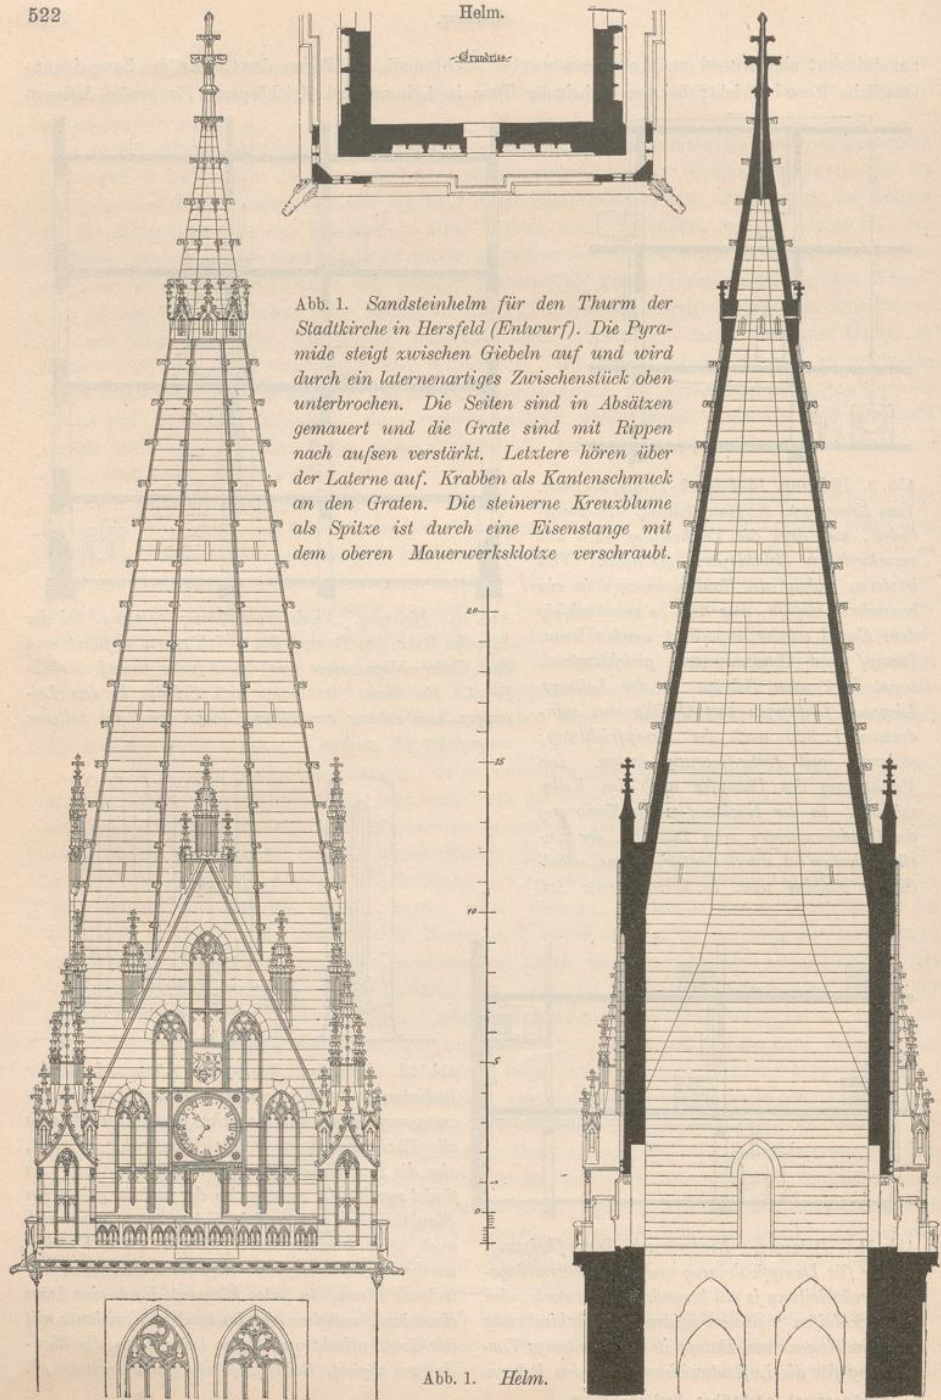 522
Helm.
Grundriss
Abb. 1. Sandsteinhelm für den Thurm der
Stadtkirche in Hersfeld (Entwurf). Die Pyra-
mide steigt zwischen Giebeln auf und wird
durch ein laternenartiges Zwischenstück oben
unterbrochen. Die Seiten sind in Absätzen
gemauert und die Grate sind mit Rippen
nach aufsen verstärkt. Letztere hören über
der Laterne auf. Krabben als Kantenschmuck
an den Graten. Die steinerne Kreuzblume
als Spitze ist durch eine Eisenstange mit
dem oberen Mauerwerksklotze verschraubt.
20
15
10
5
1
0
Abb. 1. Helm.